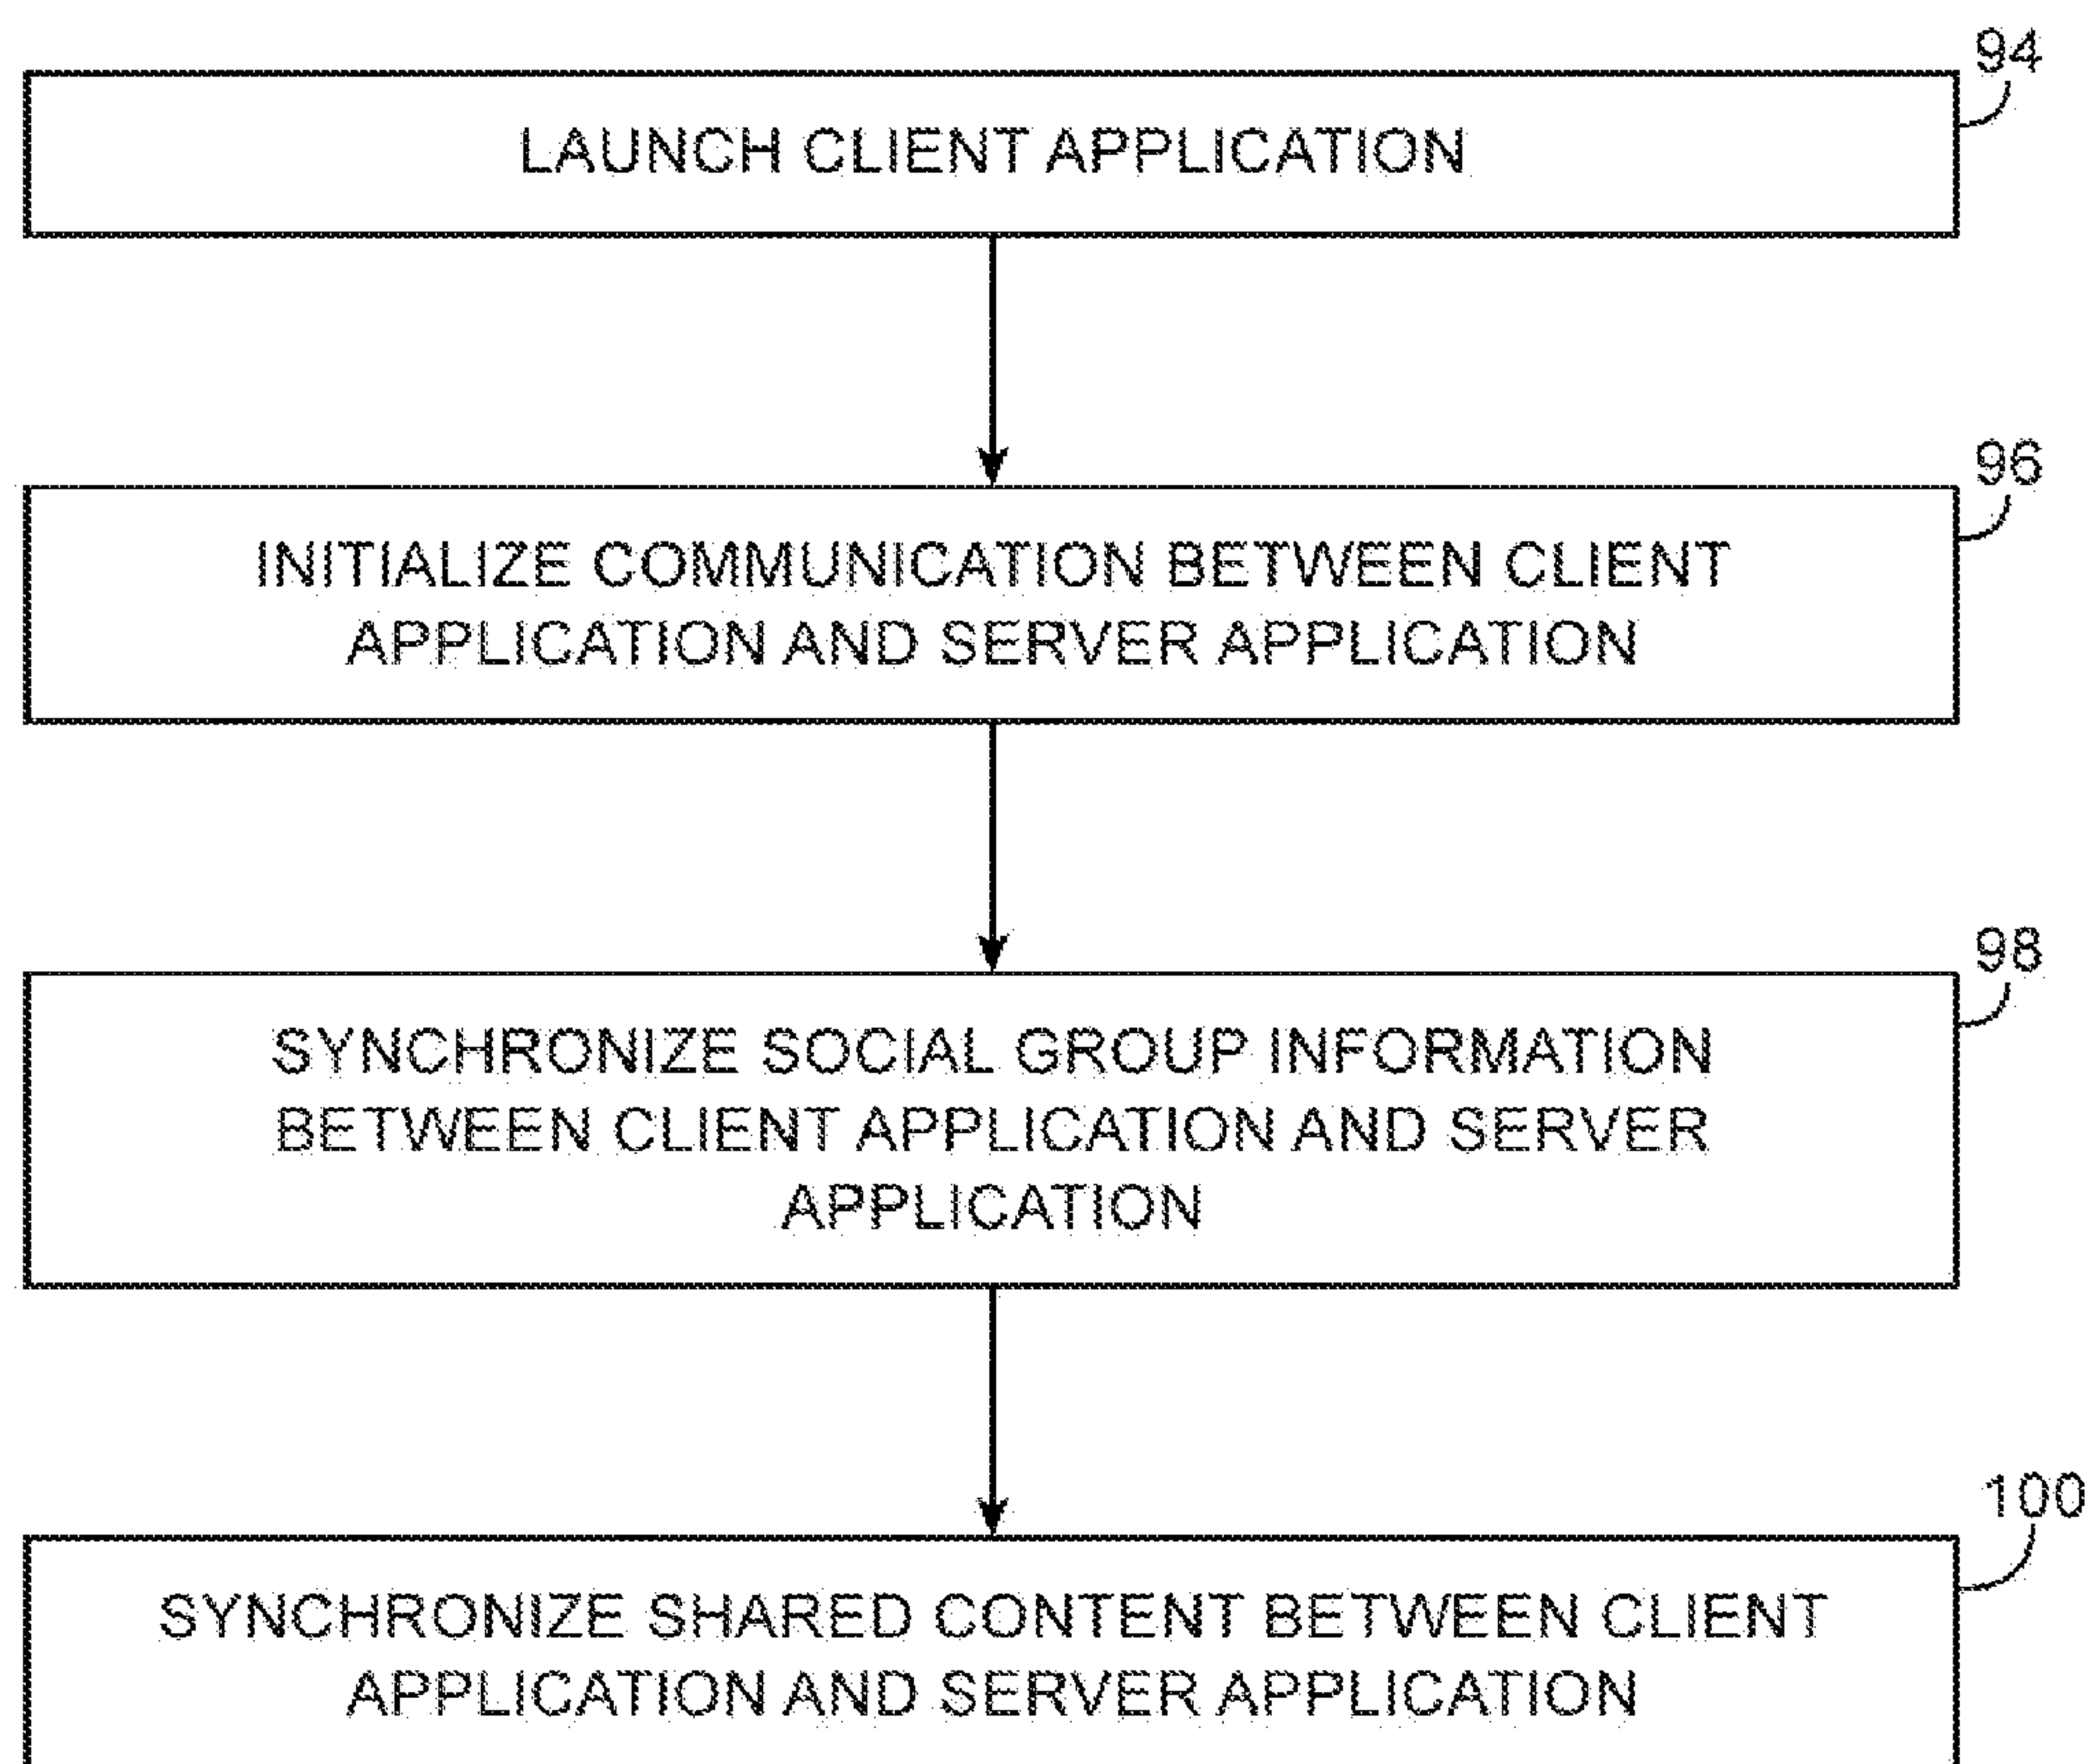 94
LAUNCH CLIENT APPLICATION
96
INITIALIZE COMMUNICATION BETWEEN CLIENT
APPLICATION AND SERVER APPLICATION
98
SYNCHRONIZE SOCIAL GROUP INFORMATION
BETWEEN CLIENT APPLICATION AND SERVER
APPLICATION
100
SYNCHRONIZE SHARED CONTENT BETWEEN CLIENT
APPLICATION AND SERVER APPLICATION